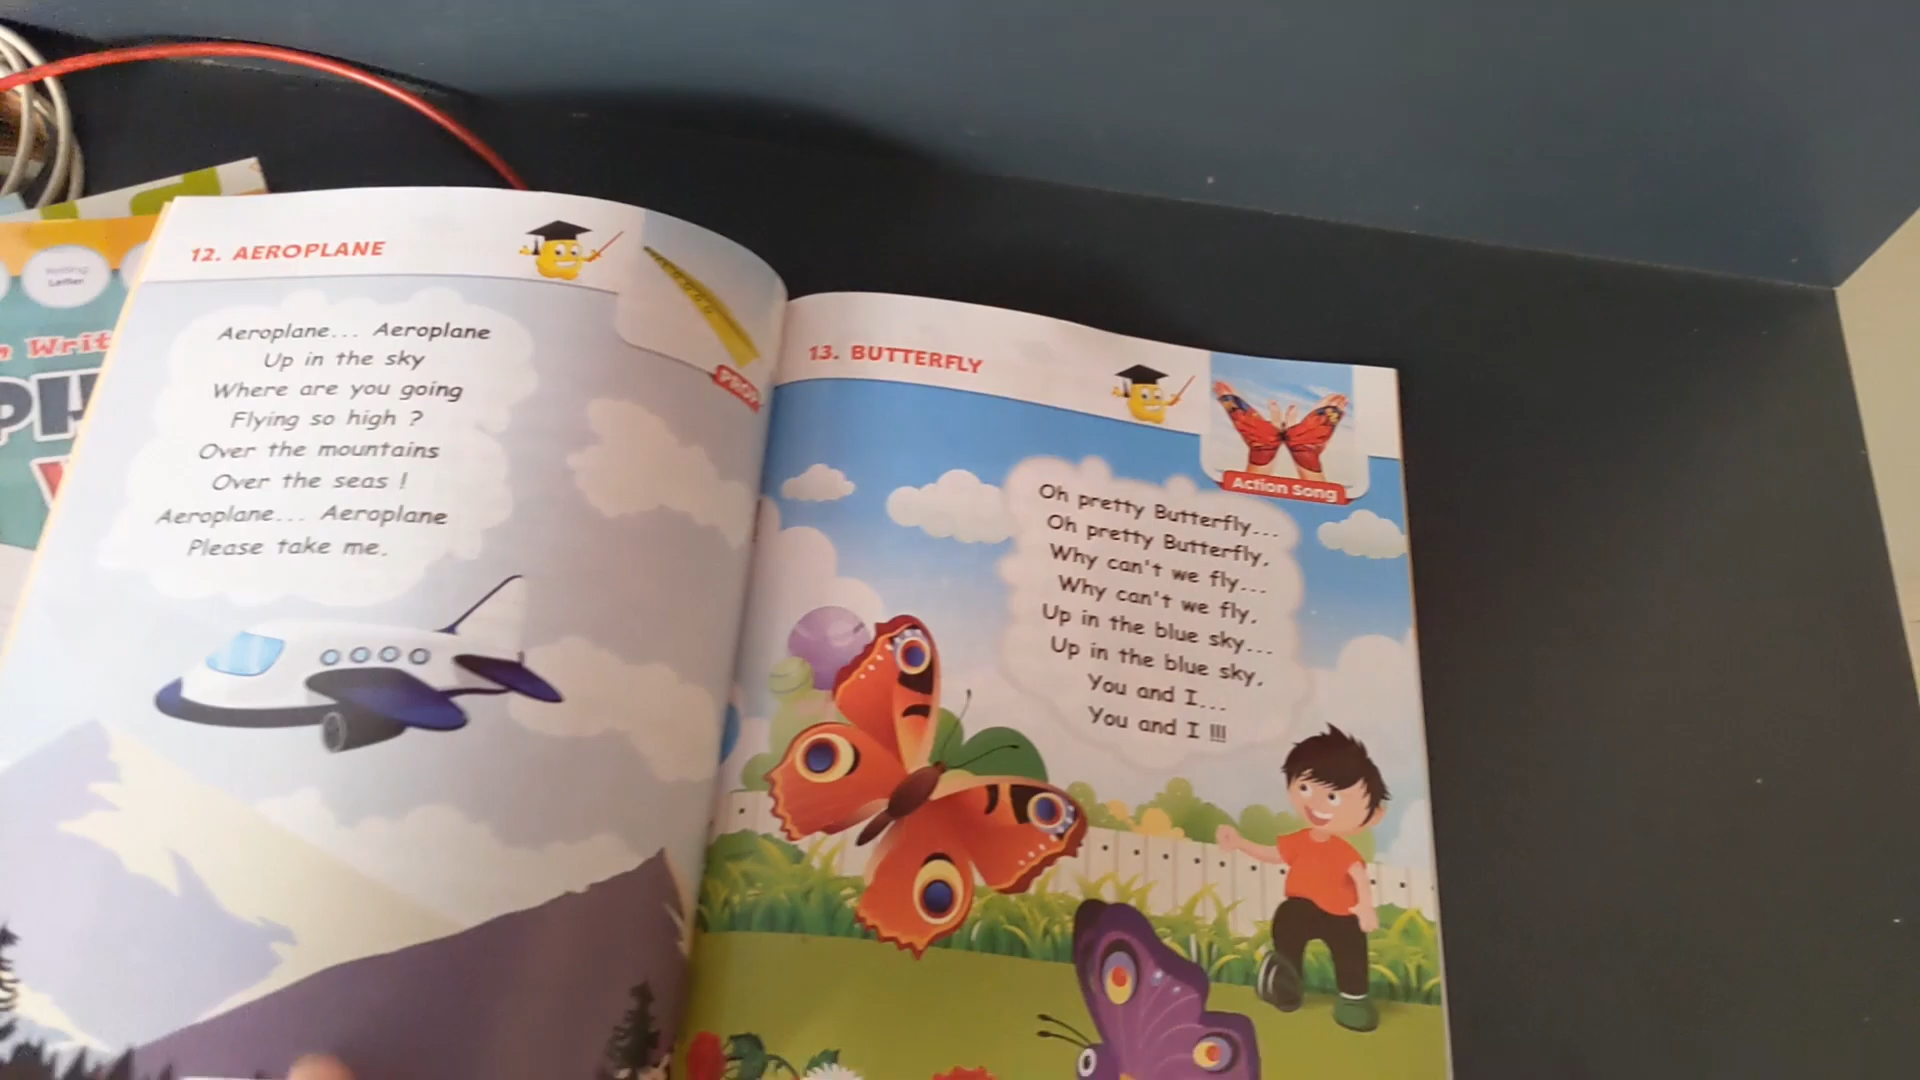 12. AEROPLANE
Aeroplane... Aeroplane
Up in the sky
Where are you going
Flying so high ?
Over the mountains
Over the seas !
Aeroplane... Aeroplane
Please take me.
PROP
13. BUTTERFLY
Action Song
Oh pretty Butterfly...
Oh pretty Butterfly,
Why can't we fly...
Why can't we fly,
Up in the blue sky...
Up in the blue sky,
You and I...
You and I !!!
Writ
Letter